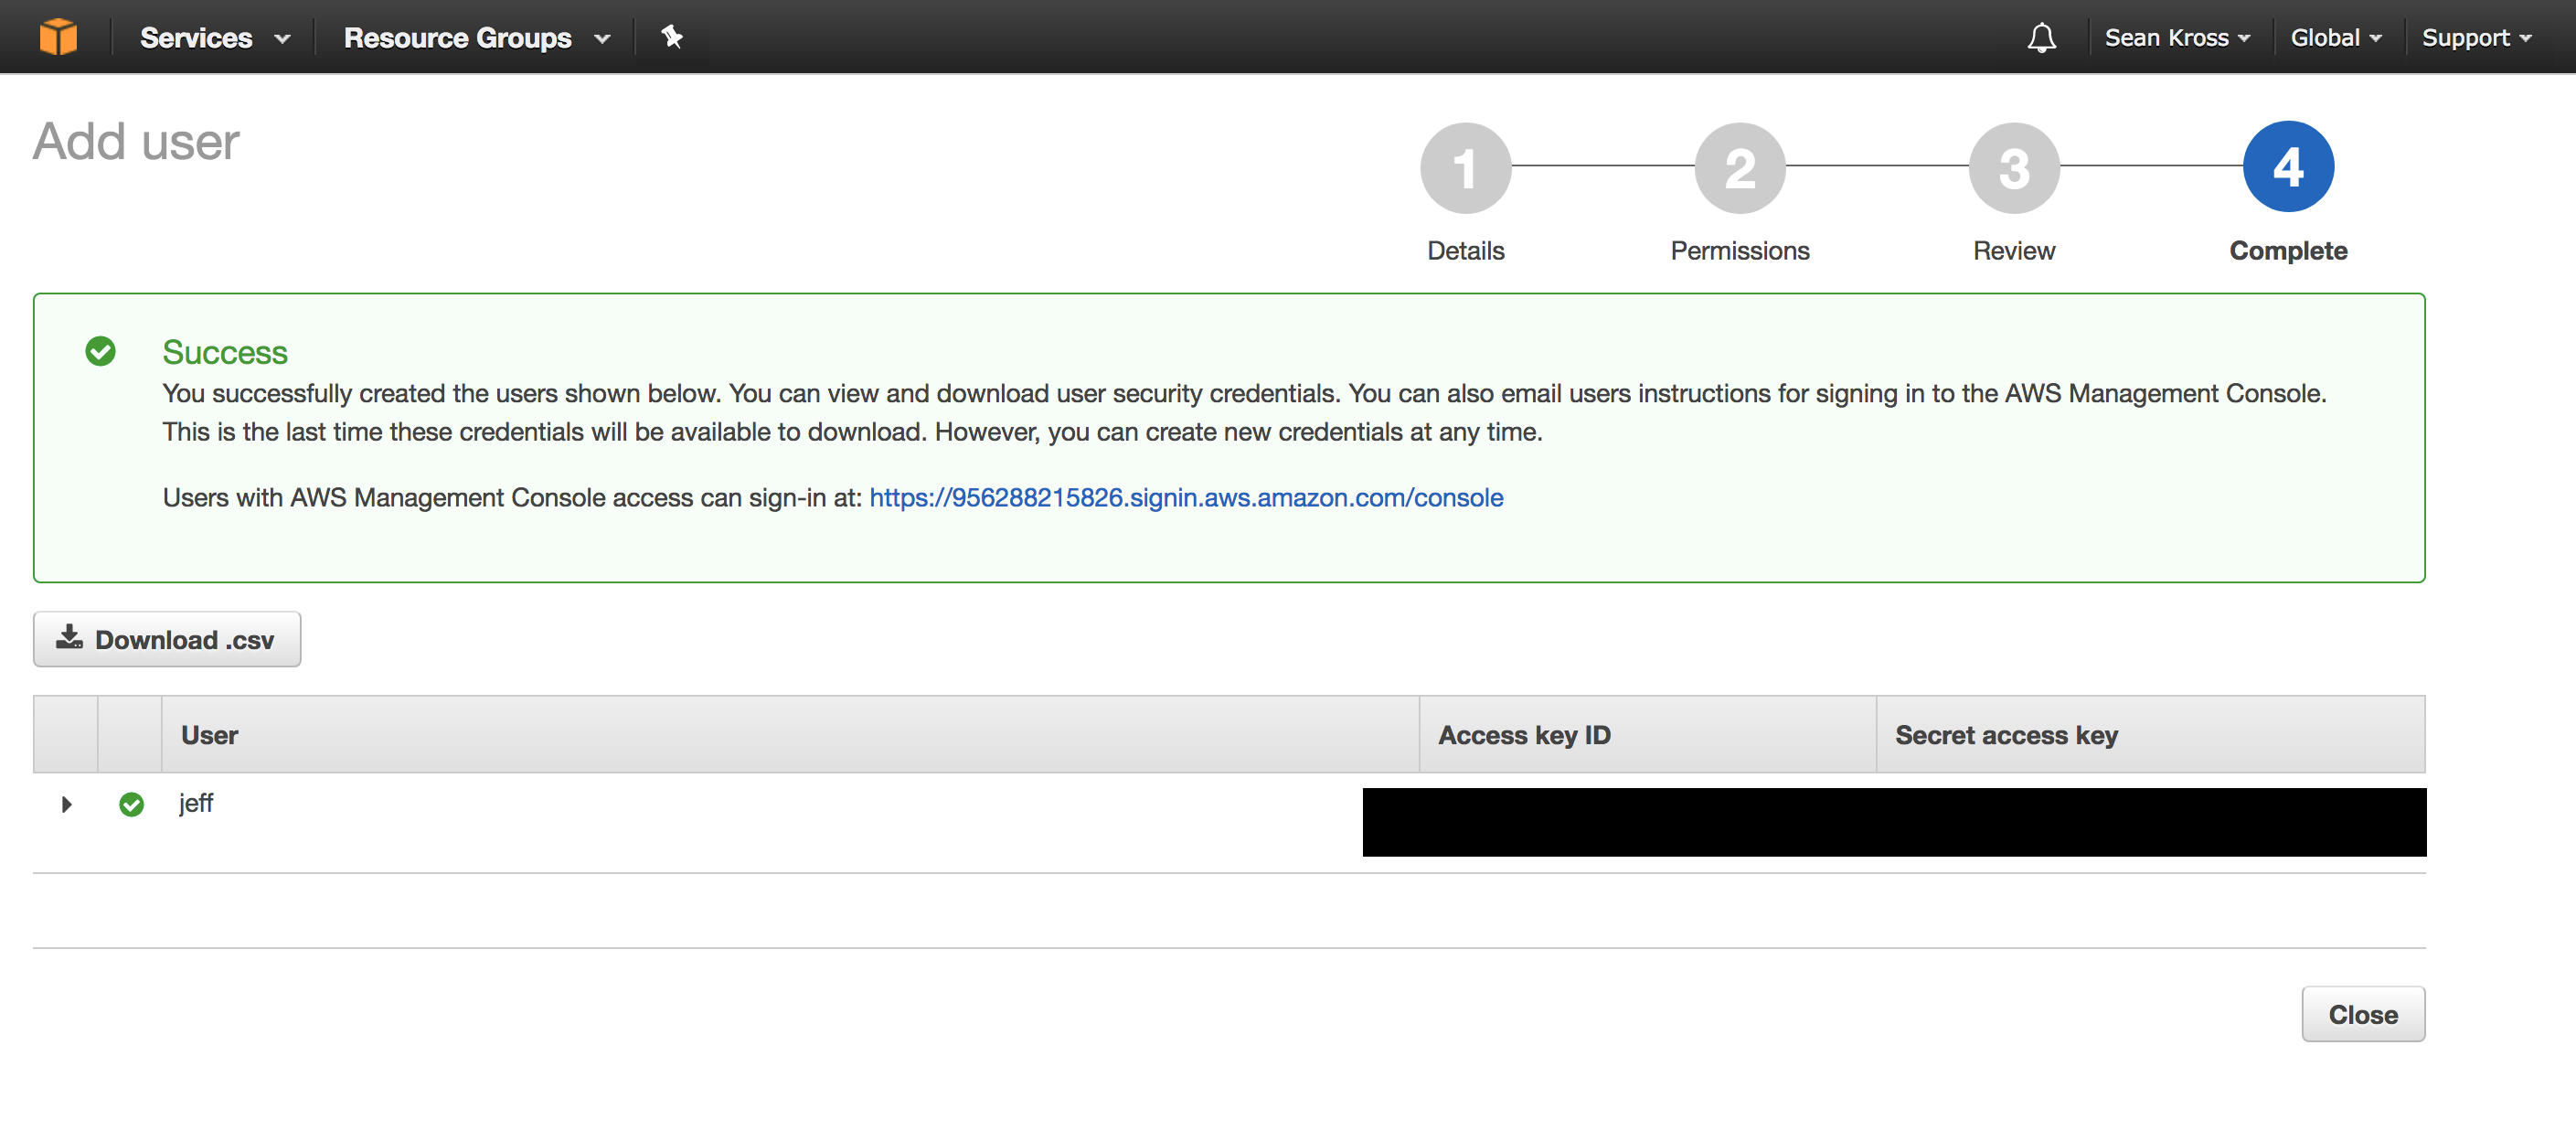 Services Resource Groups Sean Kross Global Support
Add user
1 2 3 4
Details Permissions Review Complete
Success
You successfully created the users shown below. You can view and download user security credentials. You can also email users instructions for signing in to the AWS Management Console.
This is the last time these credentials will be available to download. However, you can create new credentials at any time.
Users with AWS Management Console access can sign-in at: https://956288215826.signin.aws.amazon.com/console
Download .csv
User Access key ID Secret access key
jeff
Close